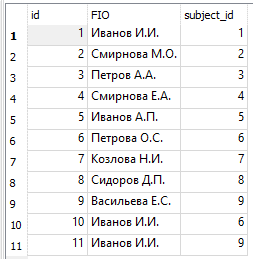 id FIO subject_id
1 1 Иванов И.И. 1
2 2 Смирнова М.О. 2
3 3 Петров А.А. 3
4 4 Смирнова Е.А. 4
5 5 Иванов А.П. 5
6 6 Петрова О.С. 6
7 7 Козлова Н.И. 7
8 8 Сидоров Д.П. 8
9 9 Васильева Е.С. 9
10 10 Иванов И.И. 6
11 11 Иванов И.И. 9